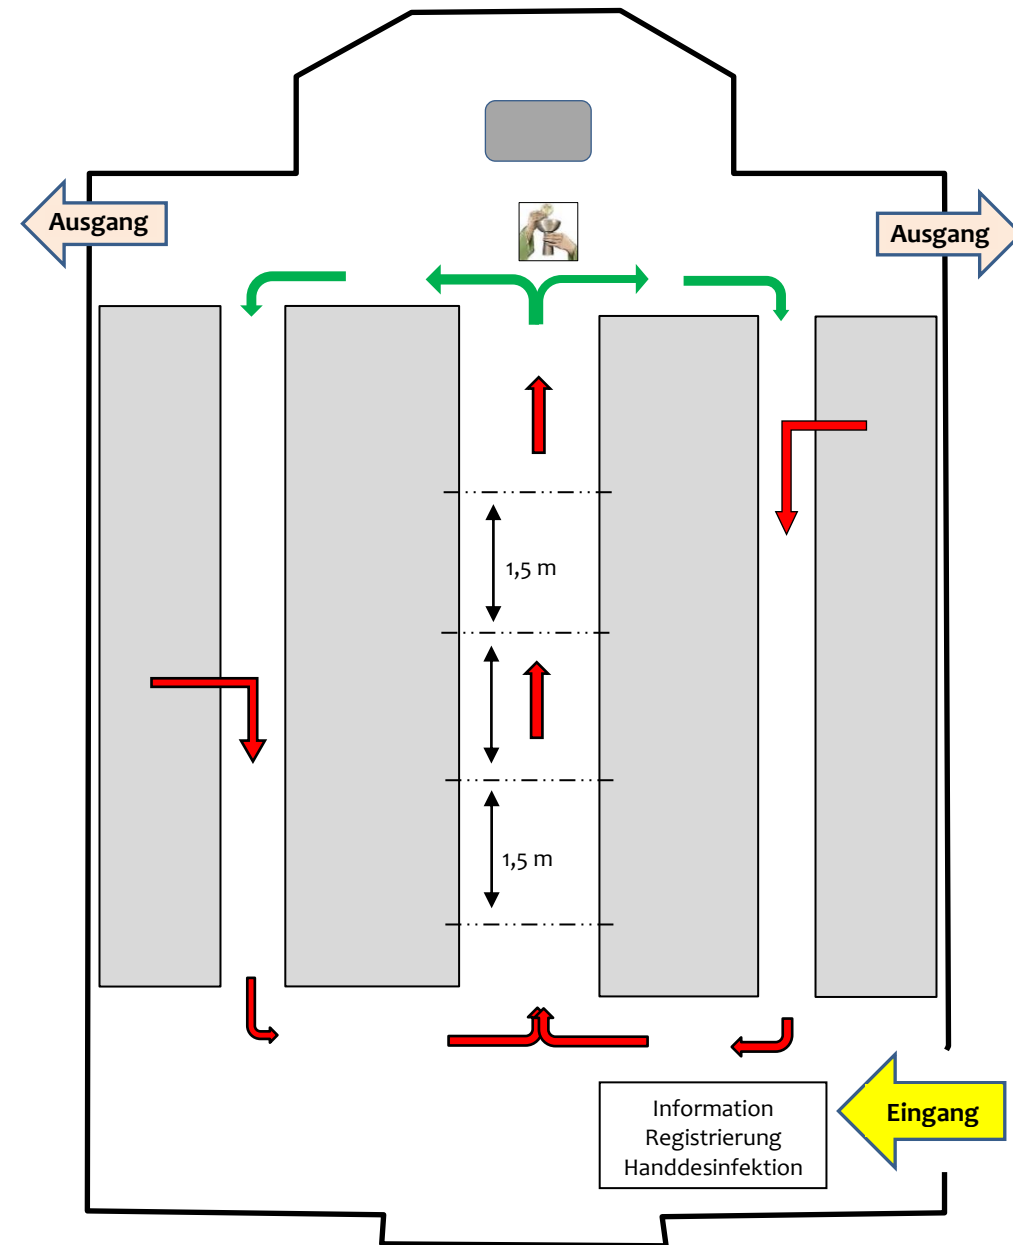 Ausgang
Ausgang
1,5 m
1,5 m
Eingang
Information
Registrierung
Handdesinfektion